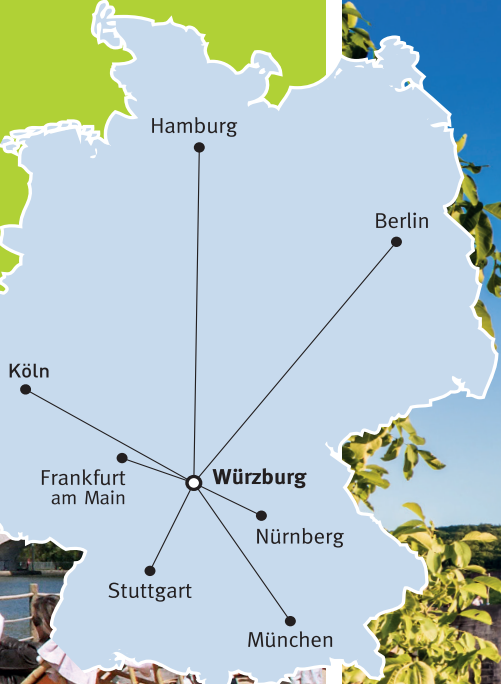 Hamburg
Berlin
Köln
Frankfurt
am Main
Würzburg
Nürnberg
Stuttgart
München